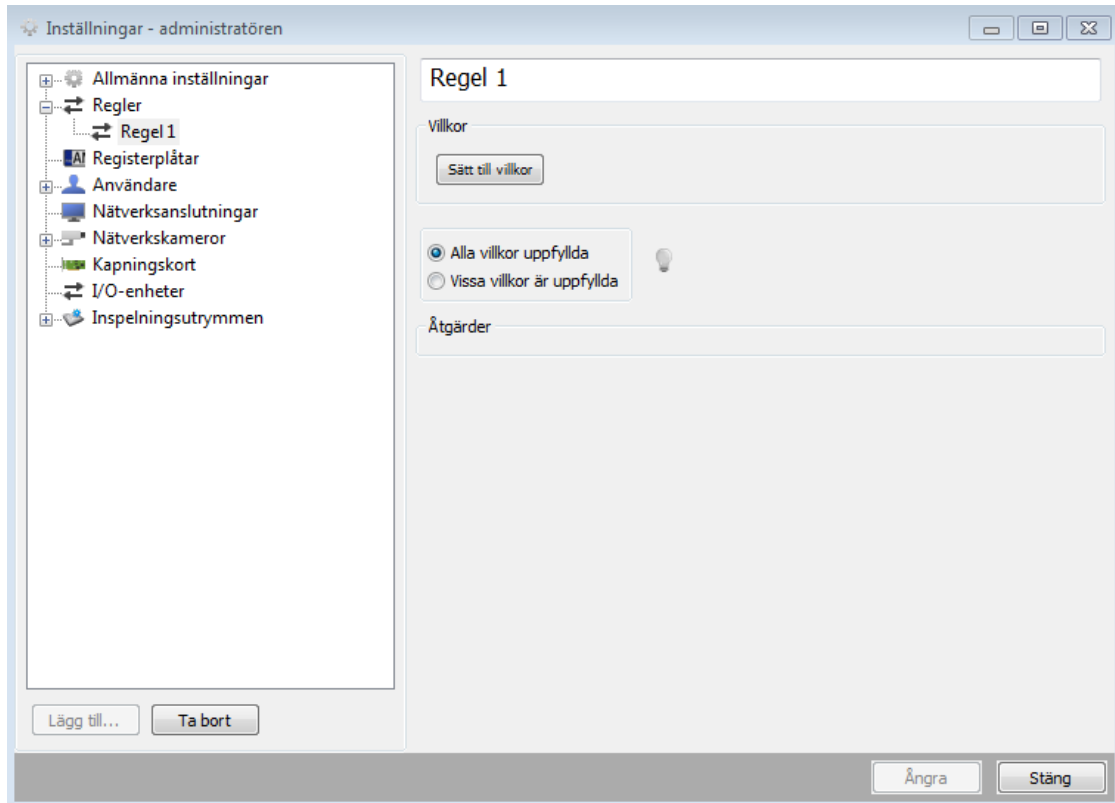 Inställningar - administratören
Allmänna inställningar
Regler
Regel 1
Registerplåtar
Användare
Nätverksanslutningar
Nätverkskameror
Kapningskort
I/O-enheter
Inspelningsutrymmen
Lägg till...
Ta bort
Regel 1
Villkor
Sätt till villkor
Alla villkor uppfyllda
Vissa villkor är uppfyllda
Åtgärder
Ångra
Stäng